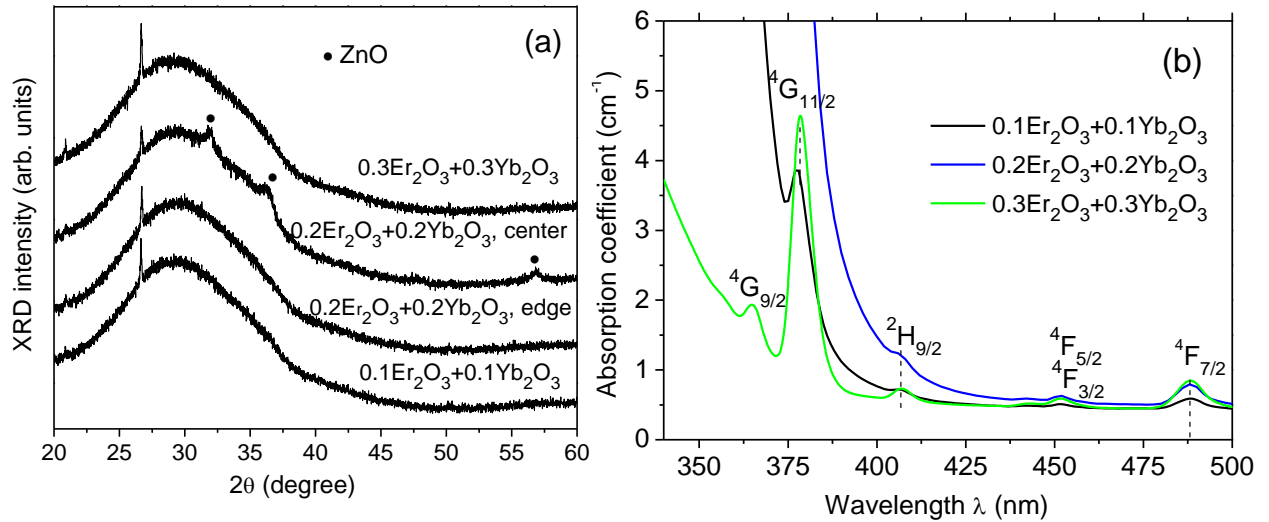 (a)
• ZnO
0.3Er₂O₃+0.3Yb₂O₃
0.2Er₂O₃+0.2Yb₂O₃, center
0.2Er₂O₃+0.2Yb₂O₃, edge
0.1Er₂O₃+0.1Yb₂O₃
XRD intensity (arb. units)
20 25 30 35 40 45 50 55 60
2θ (degree)
(b)
6
5
4
3
2
1
0
Absorption coefficient (cm⁻¹)
⁴G₁₁/₂
0.1Er₂O₃+0.1Yb₂O₃
0.2Er₂O₃+0.2Yb₂O₃
0.3Er₂O₃+0.3Yb₂O₃
⁴G₉/₂
²H₉/₂
⁴F₅/₂
⁴F₃/₂
⁴F₇/₂
350 375 400 425 450 475 500
Wavelength λ (nm)